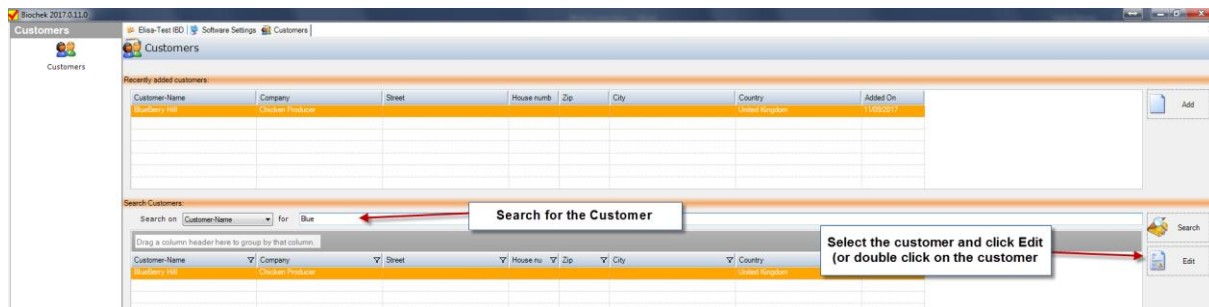 Biochek 2017.0.11.0
Customers
Elisa-Test IBD Software Settings Customers
Customers
Customers
Recently added customers:
Customer-Name Company Street House numb Zip City Country Added On
BlueBerry Hill Chicken Producer United Kingdom 11/09/2017
Add
Search Customers:
Search on Customer-Name for Blue
Search for the Customer
Search
Drag a column header here to group by that column.
Select the customer and click Edit
(or double click on the customer
Customer-Name Company Street House nu Zip City Country
BlueBerry Hill Chicken Producer United Kingdom
Edit